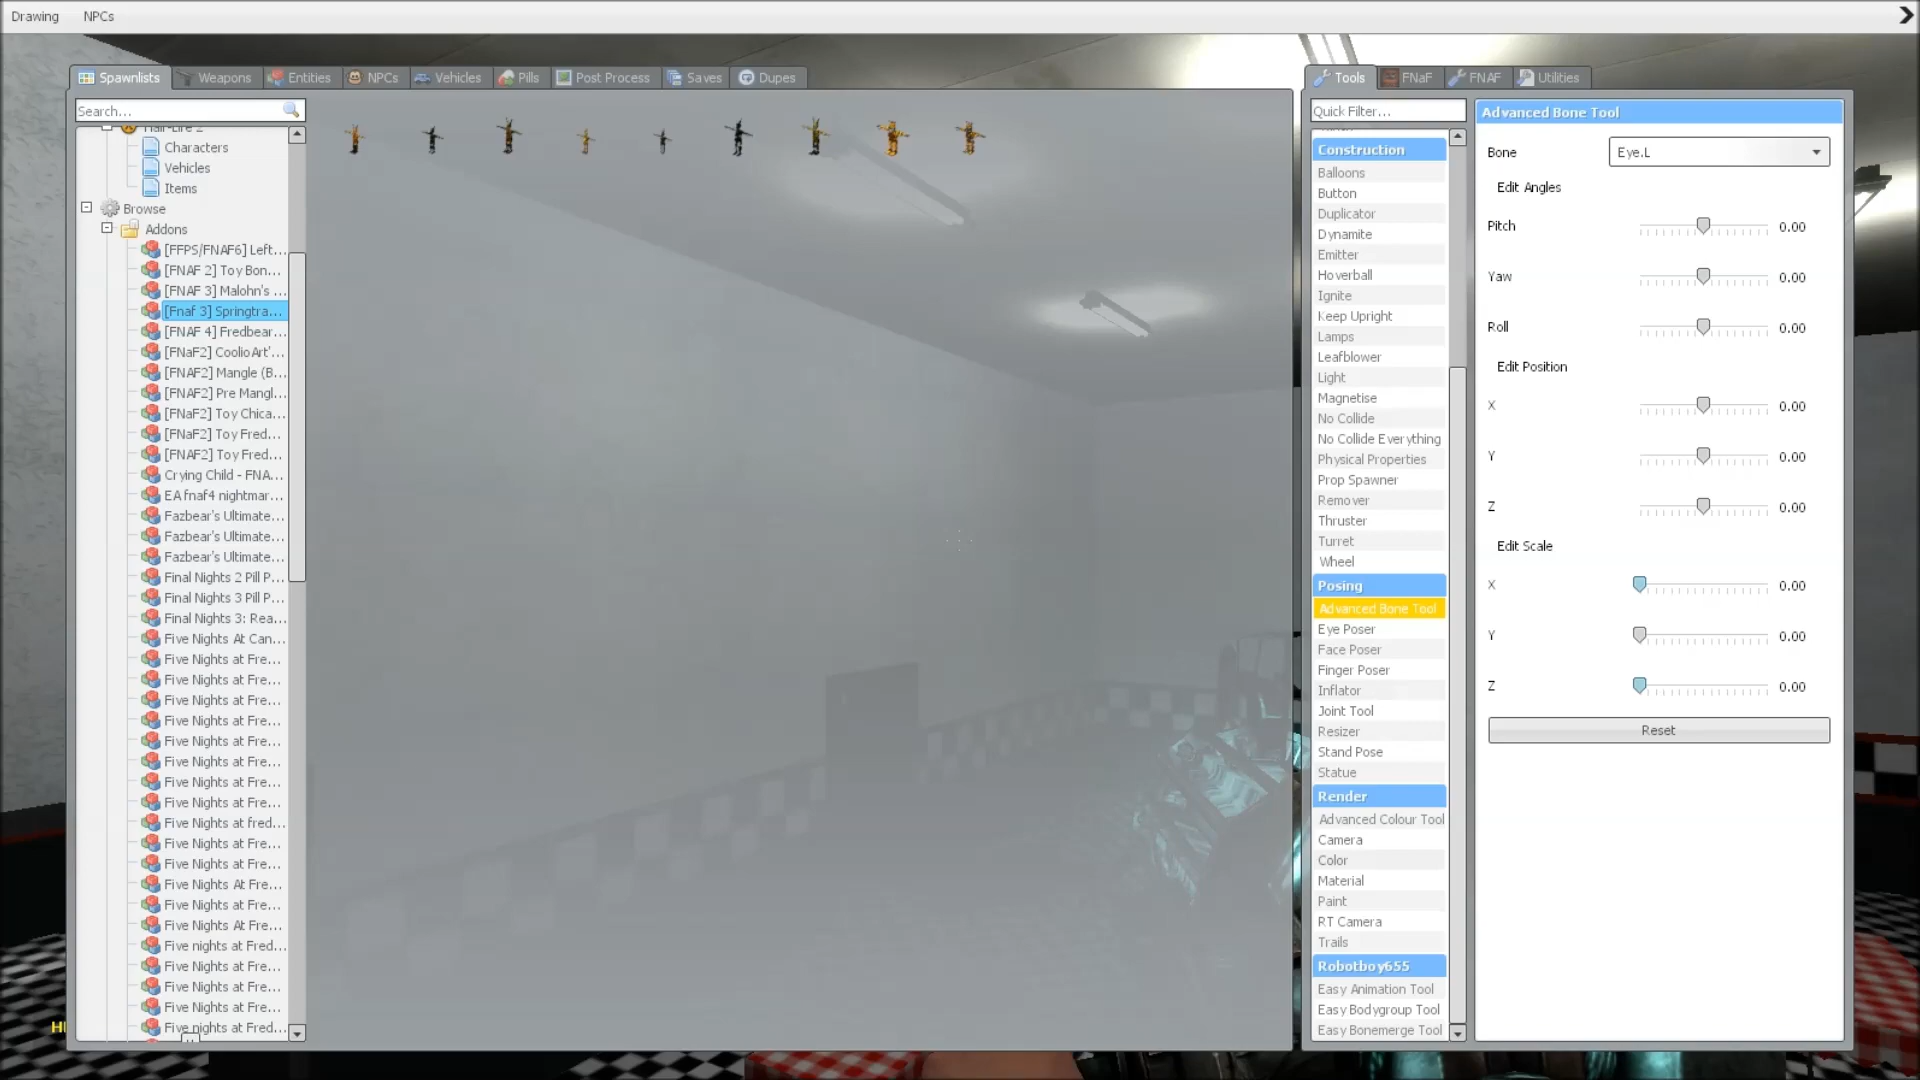 Drawing NPCs
Spawnlists Weapons Entities NPCs Vehicles Pills Post Process Saves Dupes
Search...
Half-Life 2
Characters
Vehicles
Items
Browse
Addons
[FFPS/FNAF6] Left...
[FNAF 2] Toy Bon...
[FNAF 3] Malohn's ...
[Fnaf 3] Springtra...
[FNAF 4] Fredbear...
[FNaF2] CoolioArt'...
[FNAF2] Mangle (B...
[FNAF2] Pre Mangl...
[FNaF2] Toy Chica...
[FNaF2] Toy Fred...
[FNAF2] Toy Fred...
Crying Child - FNA...
EA fnaf4 nightmar...
Fazbear's Ultimate...
Fazbear's Ultimate...
Fazbear's Ultimate...
Final Nights 2 Pill P...
Final Nights 3 Pill P...
Final Nights 3: Rea...
Five Nights At Can...
Five Nights at Fre...
Five Nights at Fre...
Five Nights at Fre...
Five Nights at Fre...
Five Nights at Fre...
Five Nights at Fre...
Five Nights at Fre...
Five Nights at Fre...
Five Nights at fred...
Five Nights at Fre...
Five Nights at Fre...
Five Nights At Fre...
Five Nights at Fre...
Five Nights At Fre...
Five nights at Fred...
Five Nights at Fre...
Five Nights at Fre...
Five Nights at Fre...
Five nights at Fred...
Tools FNaF FNAF Utilities
Quick Filter...
Construction
Balloons
Button
Duplicator
Dynamite
Emitter
Hoverball
Ignite
Keep Upright
Lamps
Leafblower
Light
Magnetise
No Collide
No Collide Everything
Physical Properties
Prop Spawner
Remover
Thruster
Turret
Wheel
Posing
Advanced Bone Tool
Eye Poser
Face Poser
Finger Poser
Inflator
Joint Tool
Resizer
Stand Pose
Statue
Render
Advanced Colour Tool
Camera
Color
Material
Paint
RT Camera
Trails
Robotboy655
Easy Animation Tool
Easy Bodygroup Tool
Easy Bonemerge Tool
Advanced Bone Tool
Bone Eye.L
Edit Angles
Pitch 0.00
Yaw 0.00
Roll 0.00
Edit Position
X 0.00
Y 0.00
Z 0.00
Edit Scale
X 0.00
Y 0.00
Z 0.00
Reset